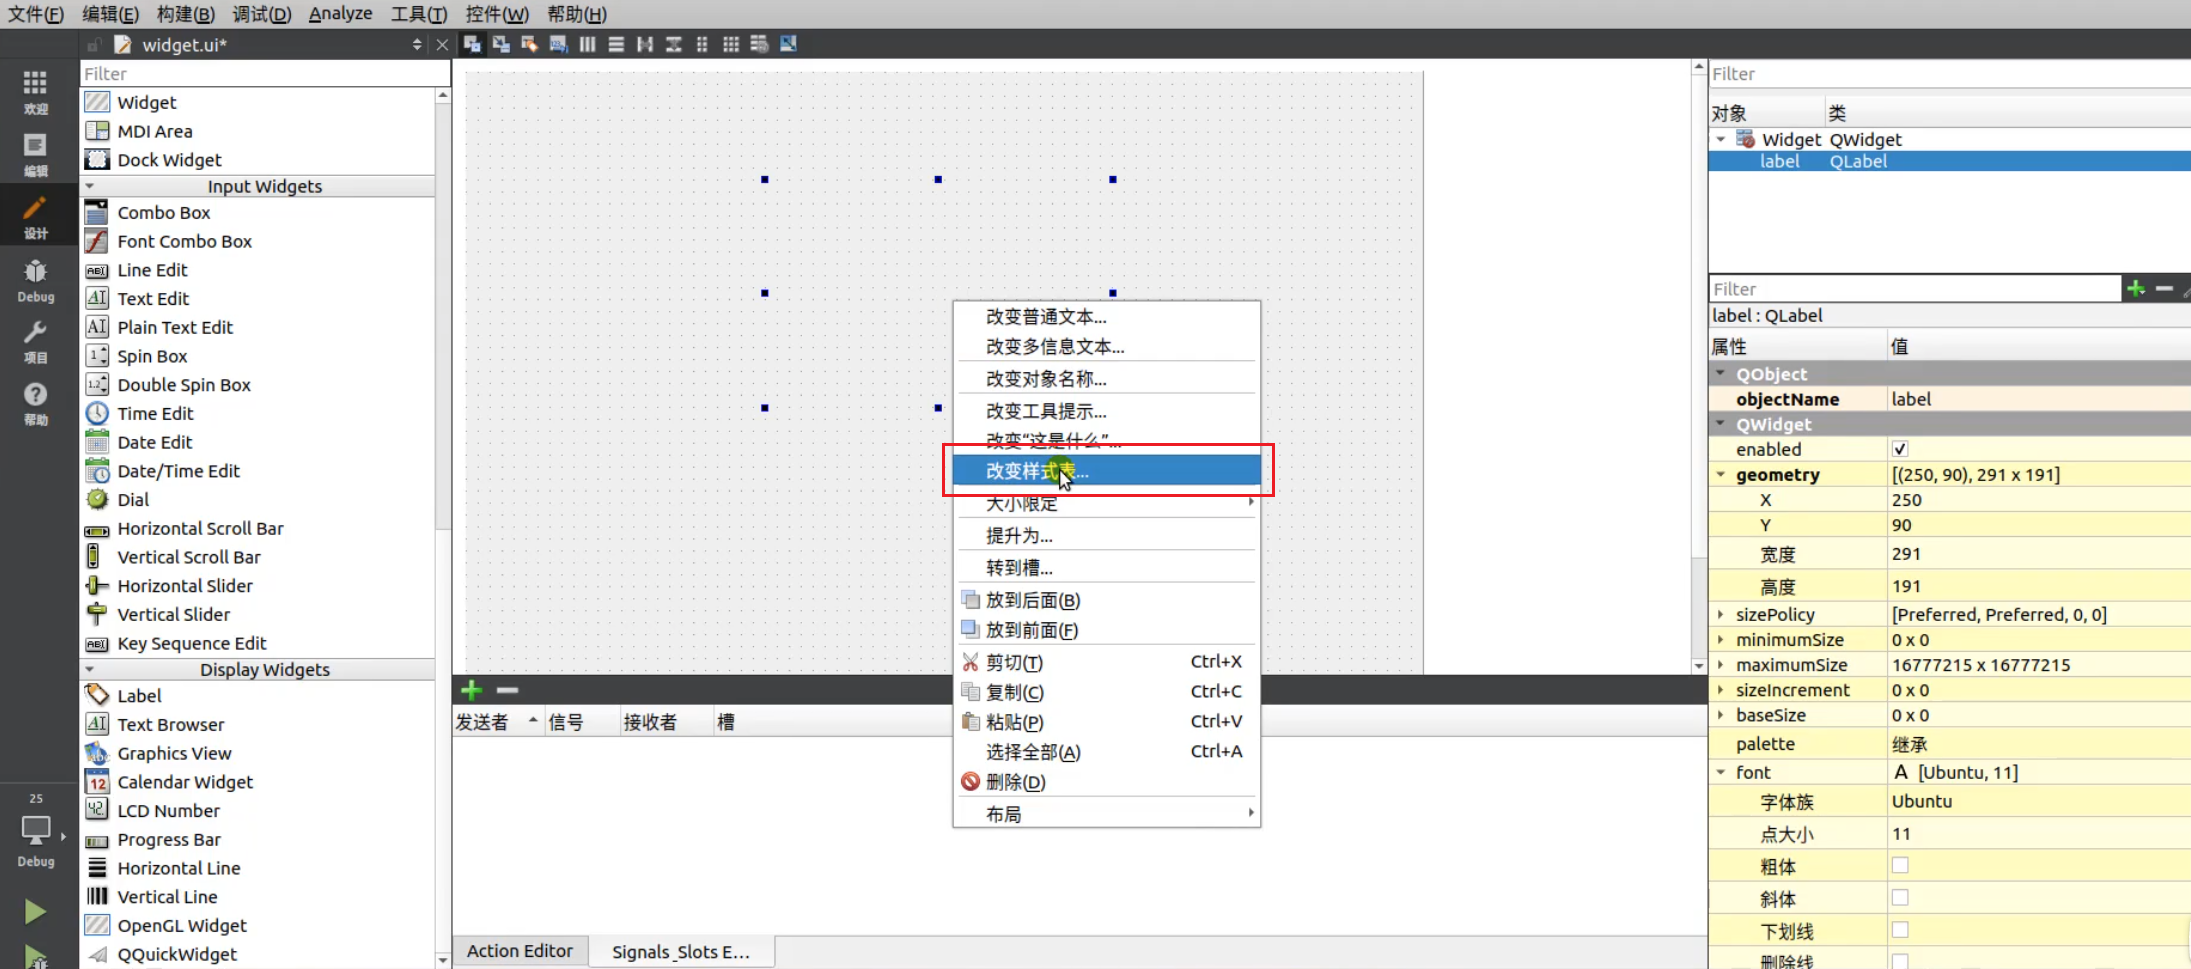 文件(F) 编辑(E) 构建(B) 调试(D) Analyze 工具(T) 控件(W) 帮助(H)
widget.ui*
欢迎
编辑
设计
Debug
项目
帮助
25
Debug
Filter
Widget
MDI Area
Dock Widget
Input Widgets
Combo Box
Font Combo Box
Line Edit
Text Edit
Plain Text Edit
Spin Box
Double Spin Box
Time Edit
Date Edit
Date/Time Edit
Dial
Horizontal Scroll Bar
Vertical Scroll Bar
Horizontal Slider
Vertical Slider
Key Sequence Edit
Display Widgets
Label
Text Browser
Graphics View
Calendar Widget
LCD Number
Progress Bar
Horizontal Line
Vertical Line
OpenGL Widget
QQuickWidget
改变普通文本...
改变多信息文本...
改变对象名称...
改变工具提示...
改变“这是什么”...
改变样式表...
大小限定
提升为...
转到槽...
放到后面(B)
放到前面(F)
剪切(T) Ctrl+X
复制(C) Ctrl+C
粘贴(P) Ctrl+V
选择全部(A) Ctrl+A
删除(D)
布局
发送者 信号 接收者 槽
Action Editor Signals_Slots E...
Filter
对象 类
Widget QWidget
label QLabel
Filter
label : QLabel
属性 值
QObject
objectName label
QWidget
enabled
geometry [(250, 90), 291 x 191]
X 250
Y 90
宽度 291
高度 191
sizePolicy [Preferred, Preferred, 0, 0]
minimumSize 0 x 0
maximumSize 16777215 x 16777215
sizeIncrement 0 x 0
baseSize 0 x 0
palette 继承
font A [Ubuntu, 11]
字体族 Ubuntu
点大小 11
粗体
斜体
下划线
删除线